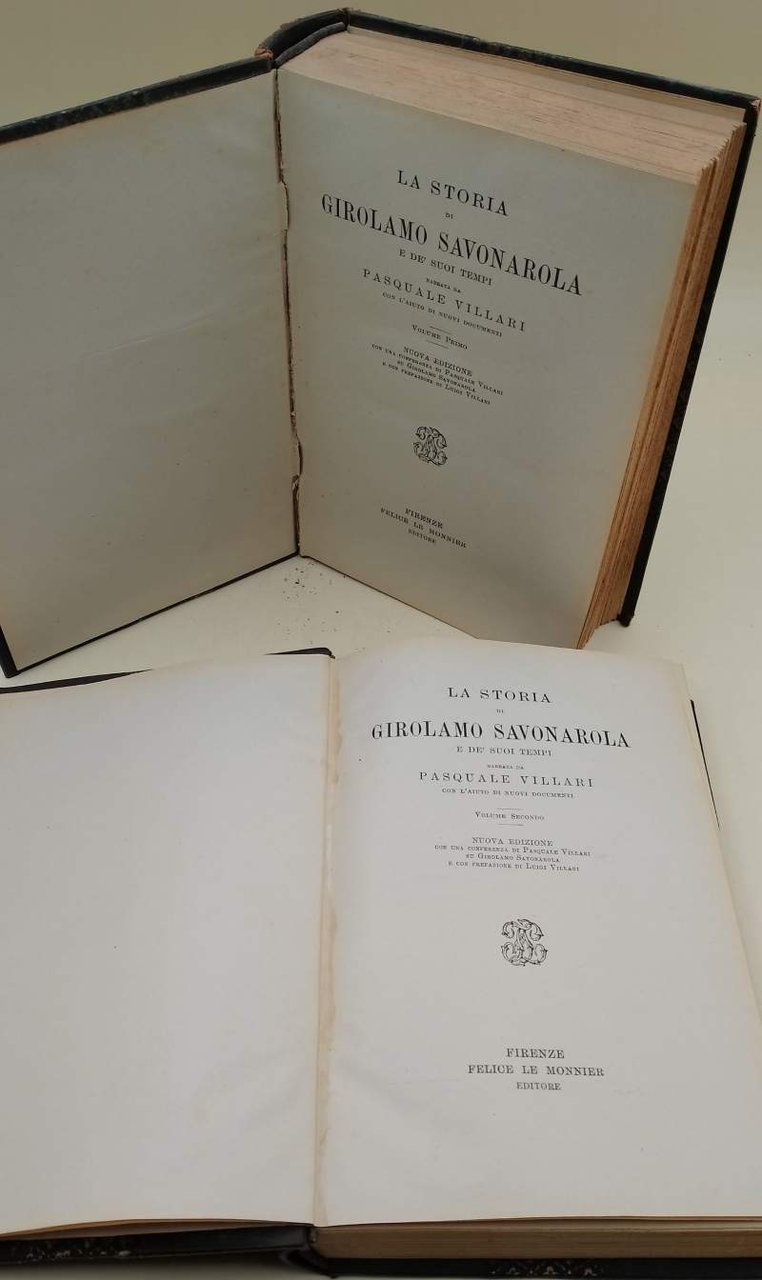 LA STORIA
DI
GIROLAMO SAVONAROLA
E DE' SUOI TEMPI
NARRATA DA
PASQUALE VILLARI
CON L'AIUTO DI NUOVI DOCUMENTI
VOLUME PRIMO
NUOVA EDIZIONE
CON UNA CONFERENZA DI PASQUALE VILLARI
SU GIROLAMO SAVONAROLA
E CON PREFAZIONE DI LUIGI VILLARI
FIRENZE
FELICE LE MONNIER
EDITORE
LA STORIA
DI
GIROLAMO SAVONAROLA
E DE' SUOI TEMPI
NARRATA DA
PASQUALE VILLARI
CON L'AIUTO DI NUOVI DOCUMENTI
VOLUME SECONDO
NUOVA EDIZIONE
CON UNA CONFERENZA DI PASQUALE VILLARI
SU GIROLAMO SAVONAROLA
E CON PREFAZIONE DI LUIGI VILLARI
FIRENZE
FELICE LE MONNIER
EDITORE